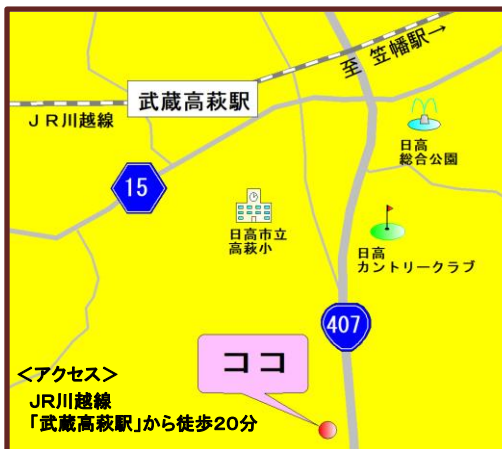 至 笠幡駅→
武蔵高萩駅
JR川越線
日高
総合公園
15
日高市立
高萩小
日高
カントリークラブ
407
ココ
<アクセス>
JR川越線
「武蔵高萩駅」から徒歩20分